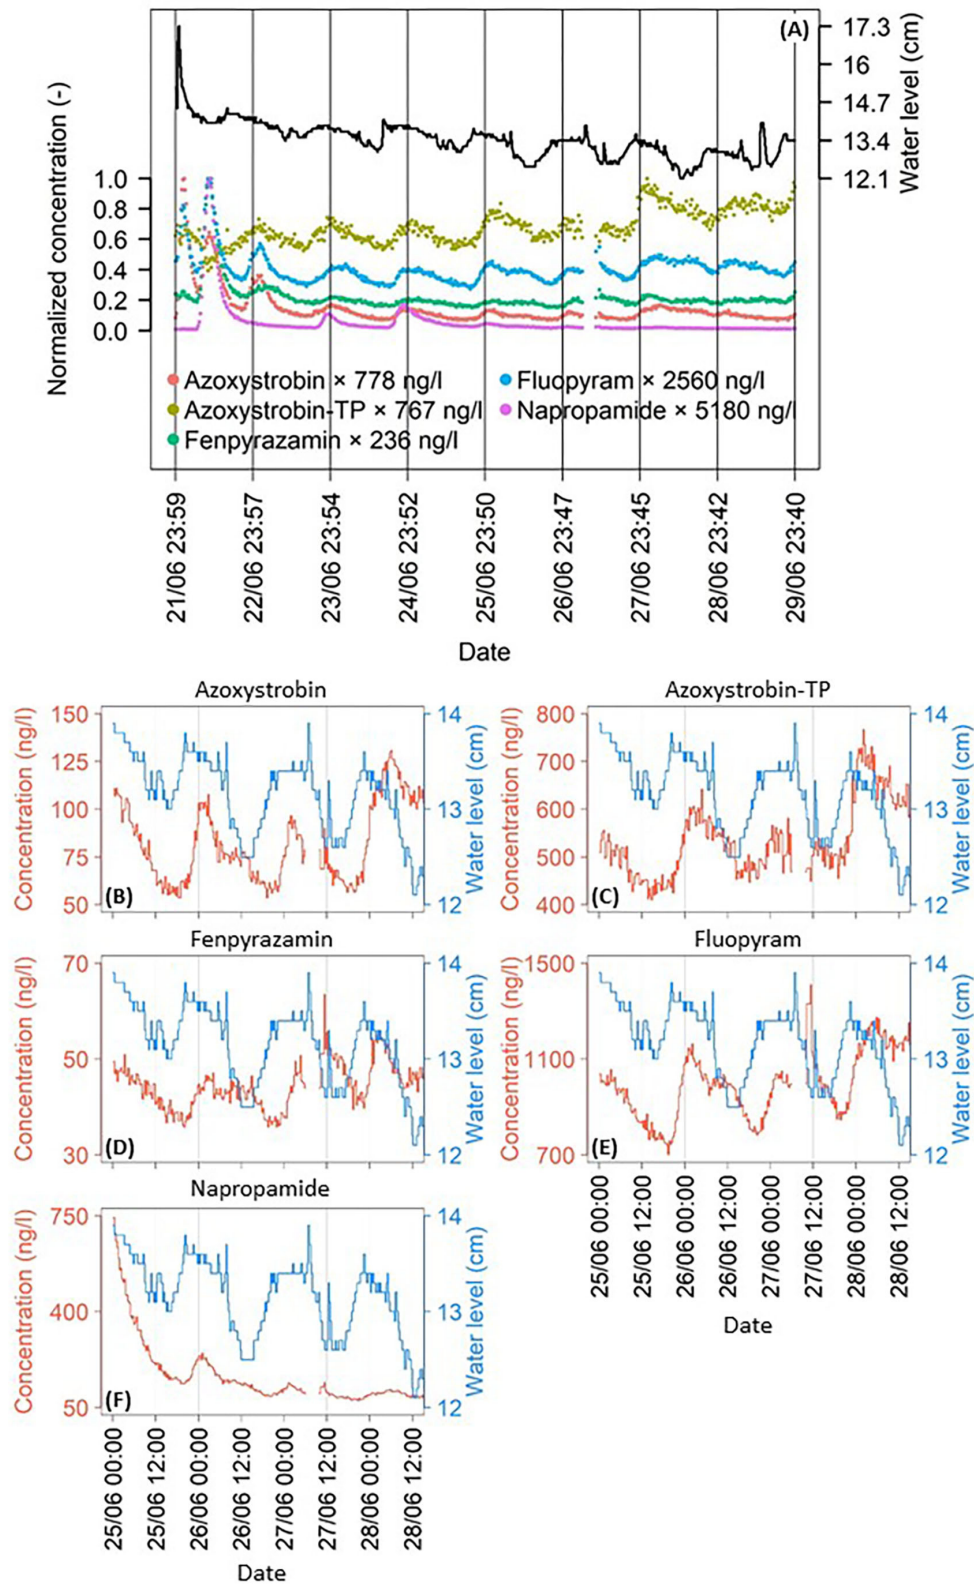 (A)
Normalized concentration (-)
1.0
0.8
0.6
0.4
0.2
0.0
17.3
16
14.7
13.4
12.1
Water level (cm)
Azoxystrobin × 778 ng/l
Azoxystrobin-TP × 767 ng/l
Fenpyrazamin × 236 ng/l
Fluopyram × 2560 ng/l
Napropamide × 5180 ng/l
21/06 23:59
22/06 23:57
23/06 23:54
24/06 23:52
25/06 23:50
26/06 23:47
27/06 23:45
28/06 23:42
29/06 23:40
Date
Azoxystrobin
Concentration (ng/l)
150
125
100
75
50
(B)
14
13
12
Water level (cm)
Azoxystrobin-TP
Concentration (ng/l)
800
700
600
500
400
(C)
14
13
12
Water level (cm)
Fenpyrazamin
Concentration (ng/l)
70
50
30
(D)
14
13
12
Water level (cm)
Fluopyram
Concentration (ng/l)
1500
1100
700
(E)
14
13
12
Water level (cm)
25/06 00:00
25/06 12:00
26/06 00:00
26/06 12:00
27/06 00:00
27/06 12:00
28/06 00:00
28/06 12:00
Date
Napropamide
Concentration (ng/l)
750
400
50
(F)
14
13
12
Water level (cm)
25/06 00:00
25/06 12:00
26/06 00:00
26/06 12:00
27/06 00:00
27/06 12:00
28/06 00:00
28/06 12:00
Date